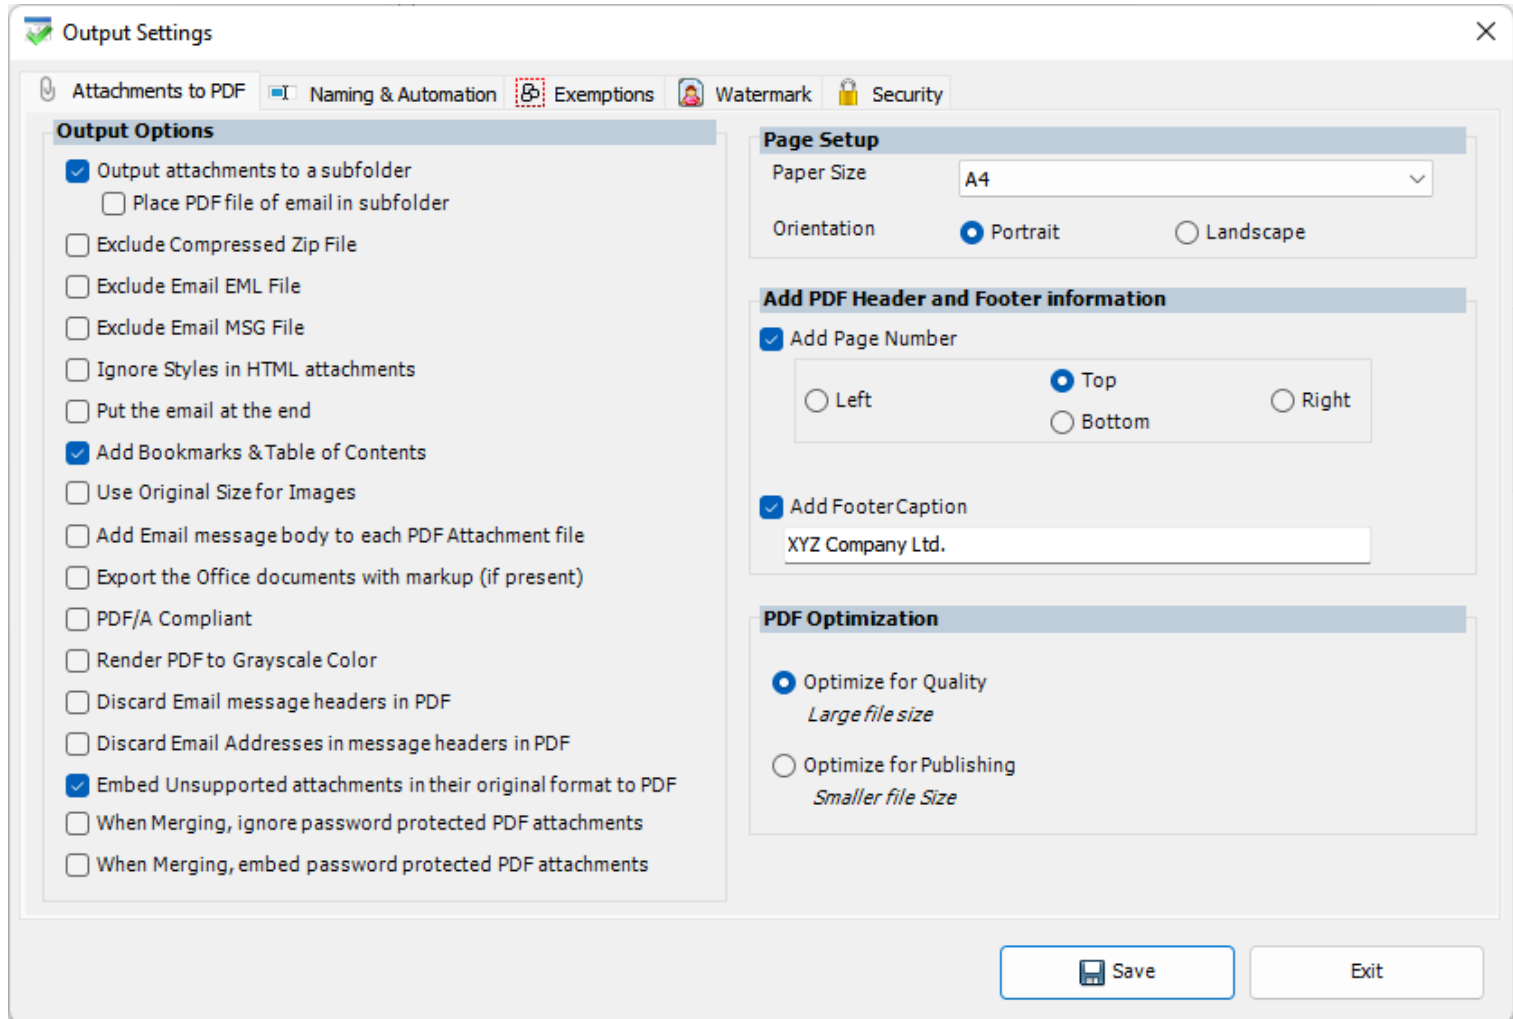 Output Settings
Attachments to PDF
Naming & Automation
Exemptions
Watermark
Security
Output Options
Output attachments to a subfolder
Place PDF file of email in subfolder
Exclude Compressed Zip File
Exclude Email EML File
Exclude Email MSG File
Ignore Styles in HTML attachments
Put the email at the end
Add Bookmarks & Table of Contents
Use Original Size for Images
Add Email message body to each PDF Attachment file
Export the Office documents with markup (if present)
PDF/A Compliant
Render PDF to Grayscale Color
Discard Email message headers in PDF
Discard Email Addresses in message headers in PDF
Embed Unsupported attachments in their original format to PDF
When Merging, ignore password protected PDF attachments
When Merging, embed password protected PDF attachments
Page Setup
Paper Size
A4
Orientation
Portrait
Landscape
Add PDF Header and Footer information
Add Page Number
Left
Top
Bottom
Right
Add Footer Caption
XYZ Company Ltd.
PDF Optimization
Optimize for Quality
Large file size
Optimize for Publishing
Smaller file Size
Save
Exit